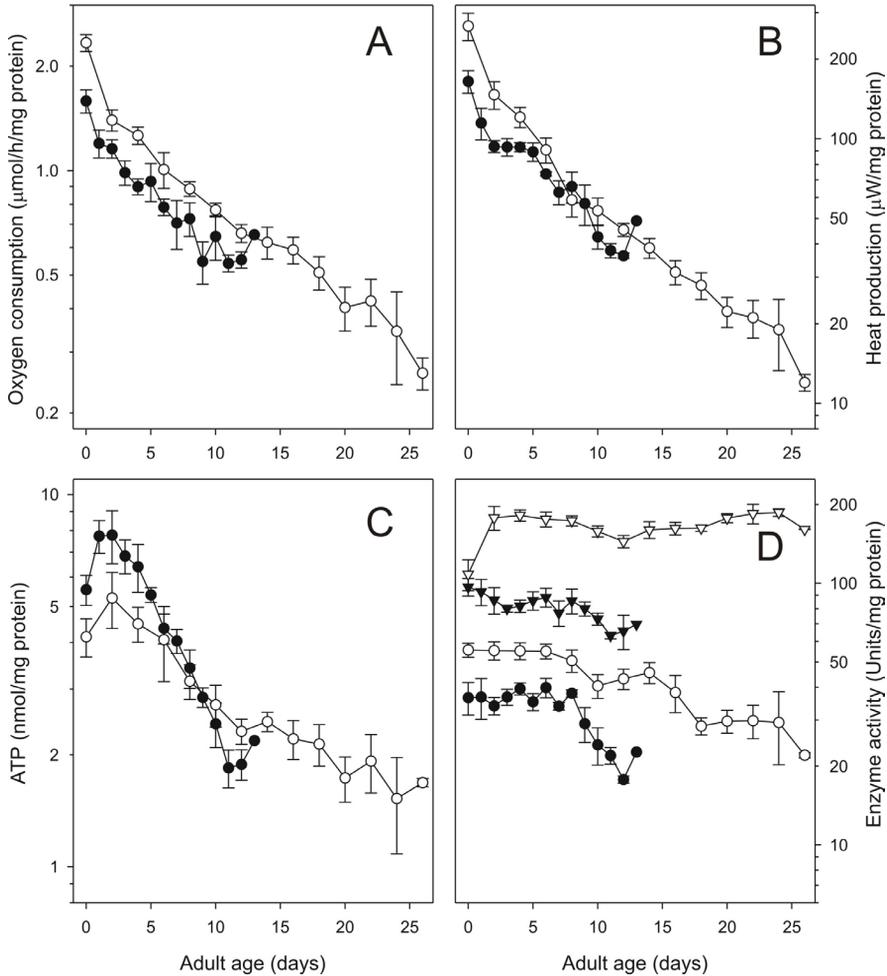 A
B
Oxygen consumption (μmol/h/mg protein)
2.0
1.0
0.5
0.2
0 5 10 15 20 25
Heat production (μW/mg protein)
200
100
50
20
10
0 5 10 15 20 25
C
D
ATP (nmol/mg protein)
10
5
2
1
0 5 10 15 20 25
Adult age (days)
Enzyme activity (Units/mg protein)
200
100
50
20
10
0 5 10 15 20 25
Adult age (days)